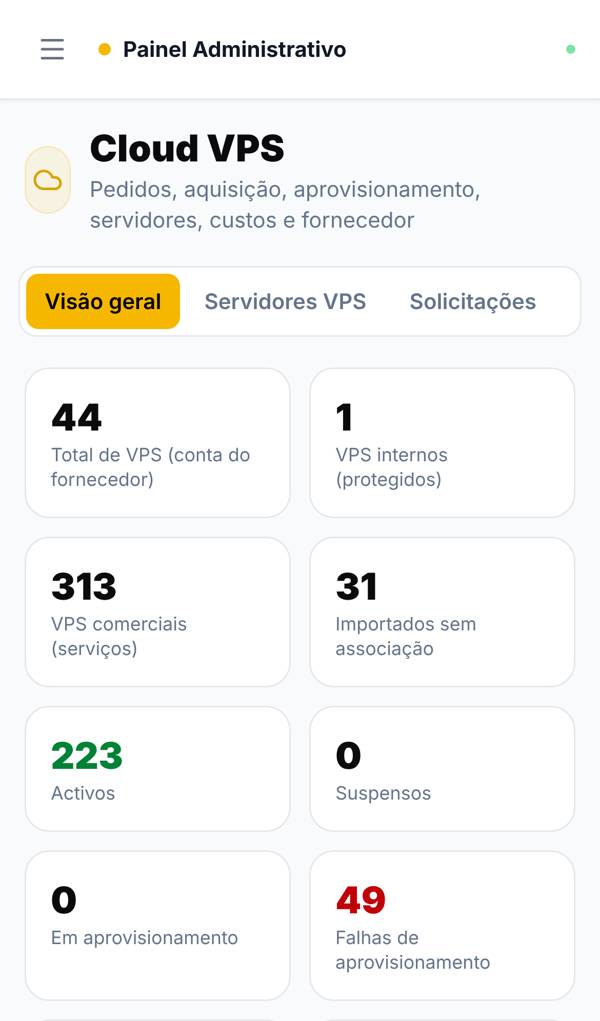 Painel Administrativo
Cloud VPS
Pedidos, aquisição, aprovisionamento,
servidores, custos e fornecedor
Visão geral
Servidores VPS
Solicitações
44
Total de VPS (conta do
fornecedor)
1
VPS internos
(protegidos)
313
VPS comerciais
(serviços)
31
Importados sem
associação
223
Activos
0
Suspensos
0
Em aprovisionamento
49
Falhas de
aprovisionamento